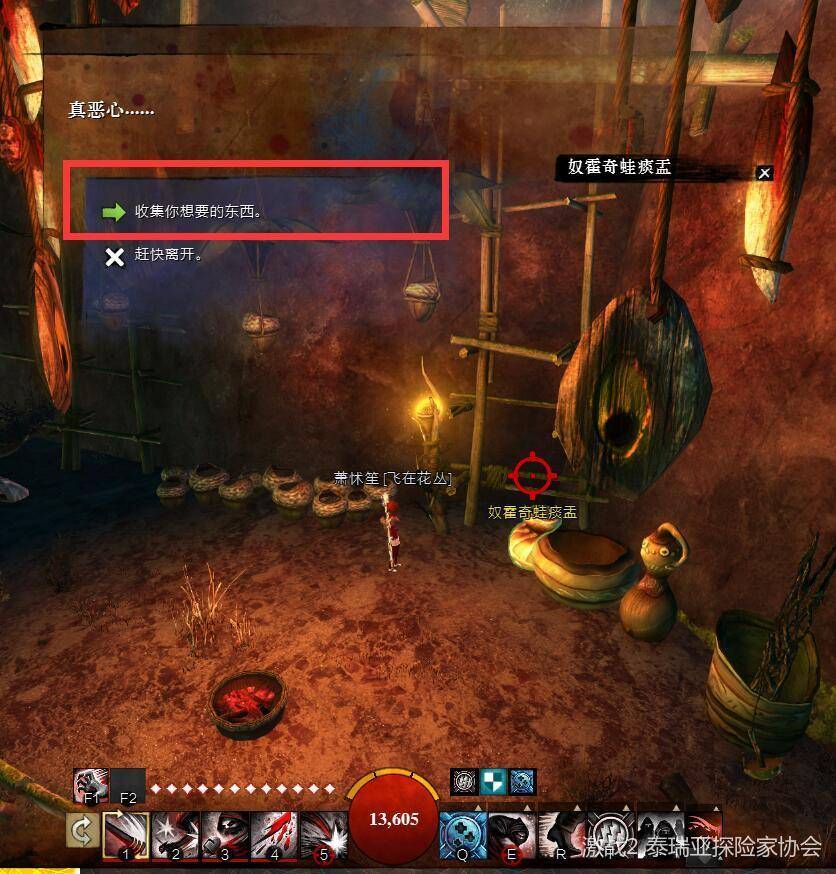 真恶心......
奴霍奇蛙痰盂
收集你想要的东西。
赶快离开。
萧怵笙 [飞在花丛]
奴霍奇蛙痰盂
F1
F2
13,605
1
2
3
4
5
Q
E
R
激战2 泰瑞亚探险家协会